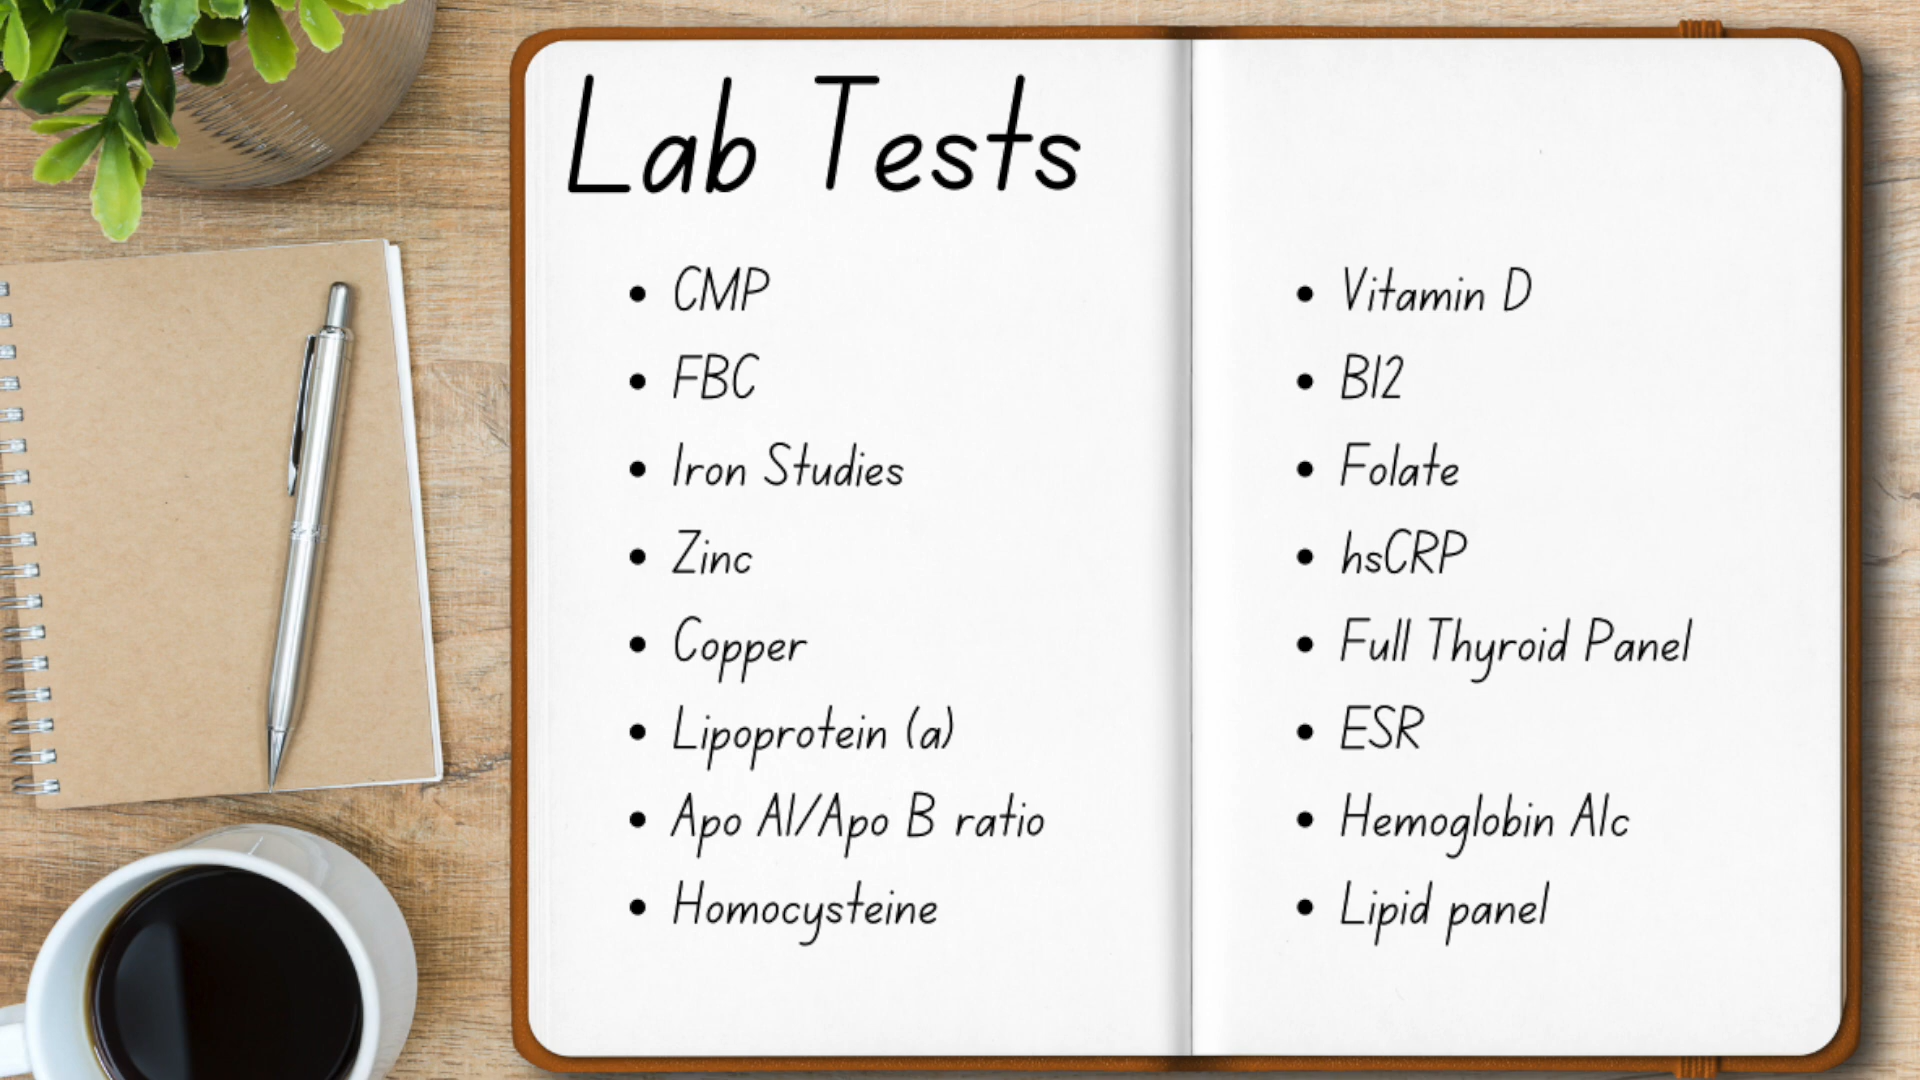 Lab Tests
• CMP
• FBC
• Iron Studies
• Zinc
• Copper
• Lipoprotein (a)
• Apo A1/Apo B ratio
• Homocysteine
• Vitamin D
• B12
• Folate
• hsCRP
• Full Thyroid Panel
• ESR
• Hemoglobin A1c
• Lipid panel